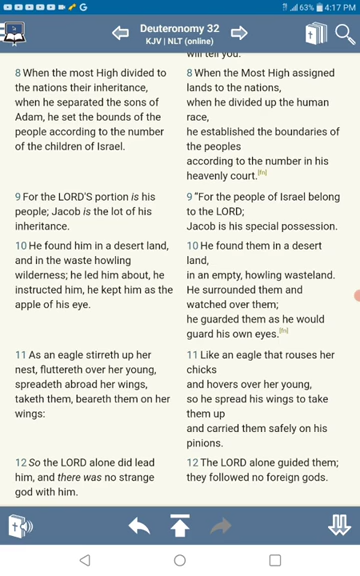 63% 4:17 PM
Deuteronomy 32
KJV | NLT (online)
will tell you.
8 When the most High divided to
the nations their inheritance,
when he separated the sons of
Adam, he set the bounds of the
people according to the number
of the children of Israel.
8 When the Most High assigned
lands to the nations,
when he divided up the human
race,
he established the boundaries of
the peoples
according to the number in his
heavenly court.[fn]
9 For the LORD'S portion is his
people; Jacob is the lot of his
inheritance.
9 “For the people of Israel belong
to the LORD;
Jacob is his special possession.
10 He found him in a desert land,
and in the waste howling
wilderness; he led him about, he
instructed him, he kept him as the
apple of his eye.
10 He found them in a desert
land,
in an empty, howling wasteland.
He surrounded them and
watched over them;
he guarded them as he would
guard his own eyes.[fn]
11 As an eagle stirreth up her
nest, fluttereth over her young,
spreadeth abroad her wings,
taketh them, beareth them on her
wings:
11 Like an eagle that rouses her
chicks
and hovers over her young,
so he spread his wings to take
them up
and carried them safely on his
pinions.
12 So the LORD alone did lead
him, and there was no strange
god with him.
12 The LORD alone guided them;
they followed no foreign gods.